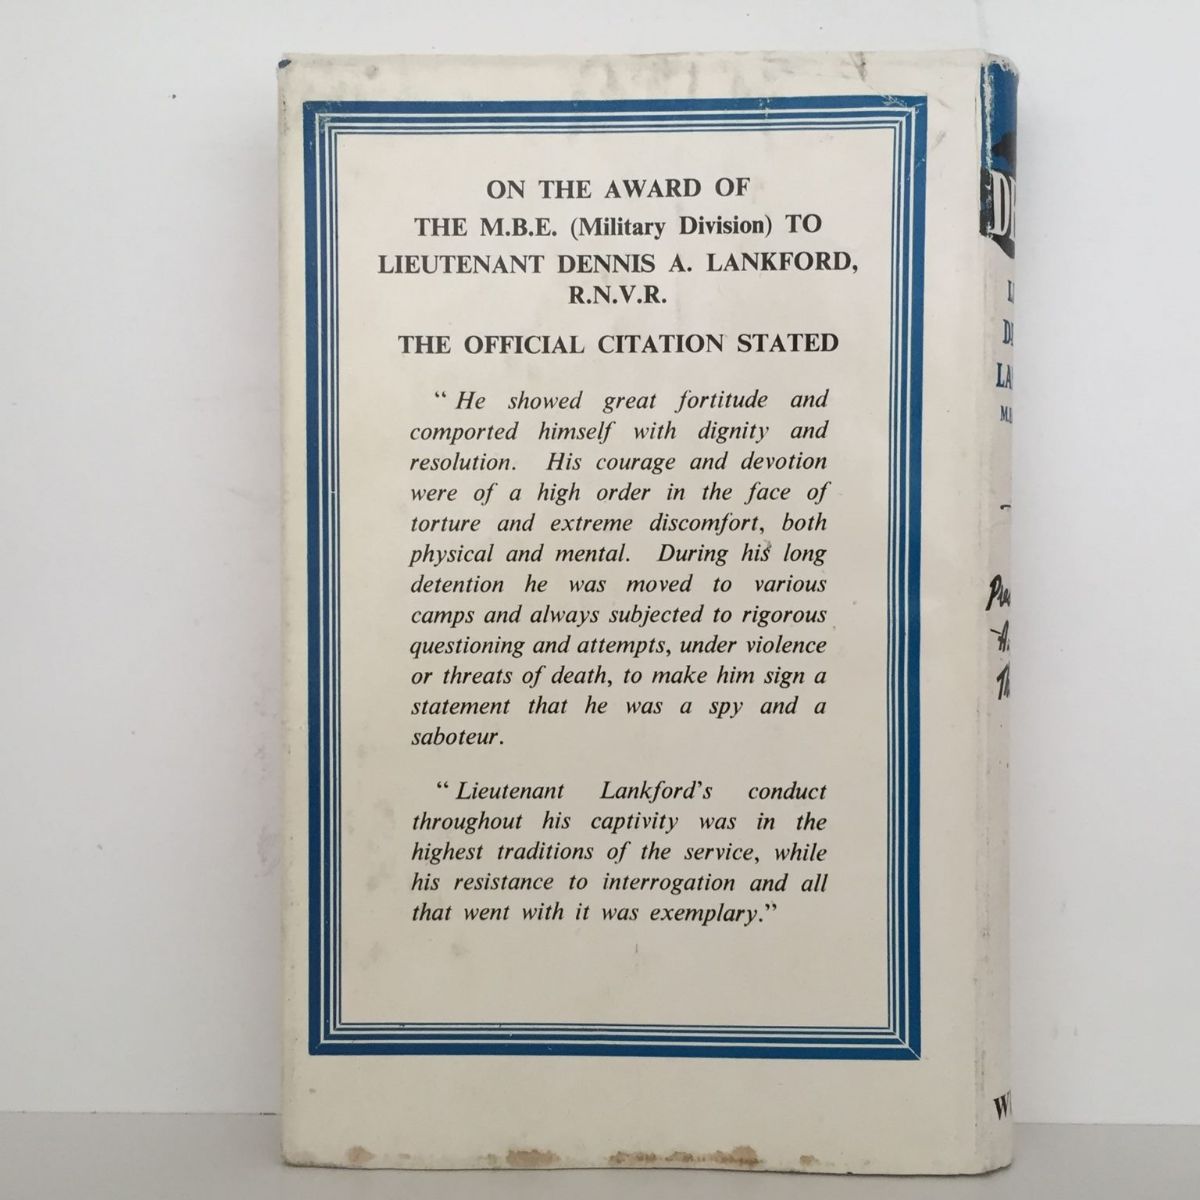 ON THE AWARD OF
THE M.B.E. (Military Division) TO
LIEUTENANT DENNIS A. LANKFORD,
R.N.V.R.
THE OFFICIAL CITATION STATED
“ He showed great fortitude and
comported himself with dignity and
resolution. His courage and devotion
were of a high order in the face of
torture and extreme discomfort, both
physical and mental. During his long
detention he was moved to various
camps and always subjected to rigorous
questioning and attempts, under violence
or threats of death, to make him sign a
statement that he was a spy and a
saboteur.
“ Lieutenant Lankford's conduct
throughout his captivity was in the
highest traditions of the service, while
his resistance to interrogation and all
that went with it was exemplary.”